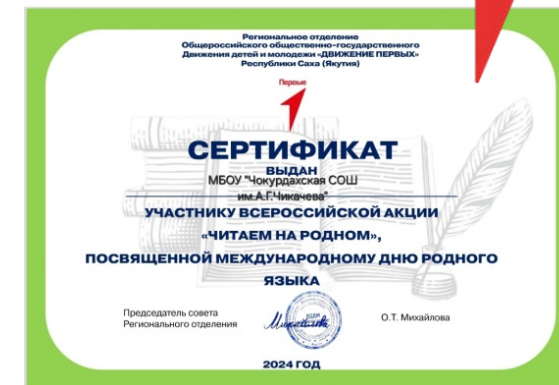 Региональное отделение
Общероссийского общественно-государственного
Движения детей и молодежи «ДВИЖЕНИЕ ПЕРВЫХ»
Республики Саха (Якутия)
Первые
СЕРТИФИКАТ
ВЫДАН
МБОУ "Чокурдахская СОШ
им.А.Г.Чикачева"
УЧАСТНИКУ ВСЕРОССИЙСКОЙ АКЦИИ
«ЧИТАЕМ НА РОДНОМ»,
ПОСВЯЩЕННОЙ МЕЖДУНАРОДНОМУ ДНЮ РОДНОГО
ЯЗЫКА
Председатель совета
Регионального отделения
О.Т. Михайлова
2024 ГОД